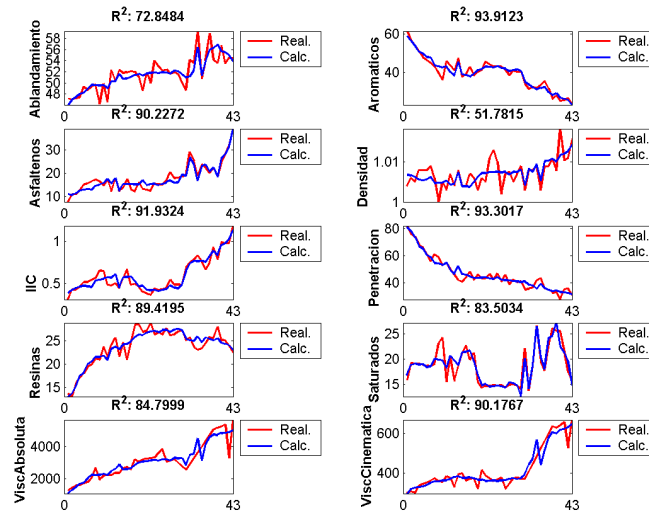 R²: 72.8484
Ablandamiento
58
56
54
52
50
48
0
43
Real.
Calc.
R²: 93.9123
Aromaticos
60
40
0
43
Real.
Calc.
R²: 90.2272
Asfaltenos
30
20
10
0
43
Real.
Calc.
R²: 51.7815
Densidad
1.01
1
0
43
Real.
Calc.
R²: 91.9324
IIC
1
0.5
0
43
Real.
Calc.
R²: 93.3017
Penetracion
80
60
40
0
43
Real.
Calc.
R²: 89.4195
Resinas
25
20
15
0
43
Real.
Calc.
R²: 83.5034
Saturados
25
20
15
0
43
Real.
Calc.
R²: 84.7999
ViscAbsoluta
4000
2000
0
43
Real.
Calc.
R²: 90.1767
ViscCinematica
600
400
0
43
Real.
Calc.